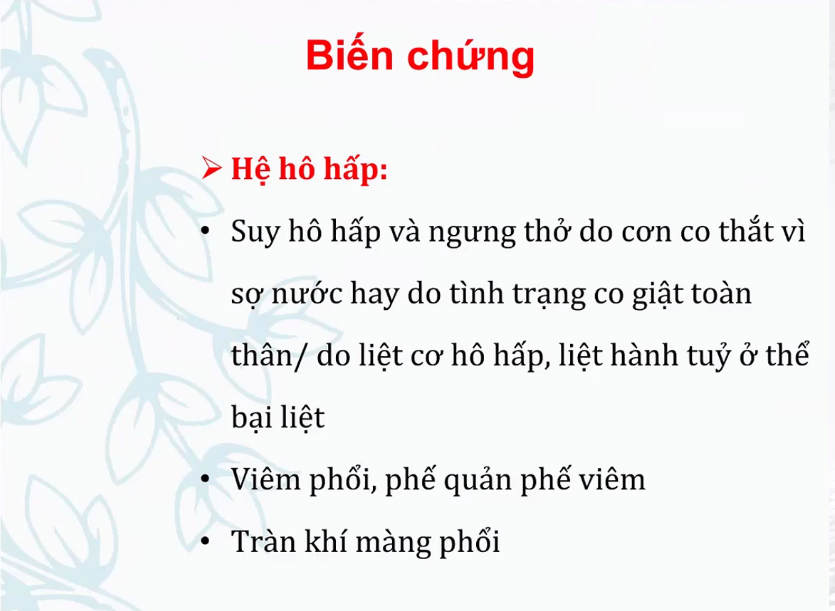 Biến chứng
➢ Hệ hô hấp:
• Suy hô hấp và ngưng thở do cơn co thắt vì
sợ nước hay do tình trạng co giật toàn
thân/ do liệt cơ hô hấp, liệt hành tuỷ ở thể
bại liệt
• Viêm phổi, phế quản phế viêm
• Tràn khí màng phổi